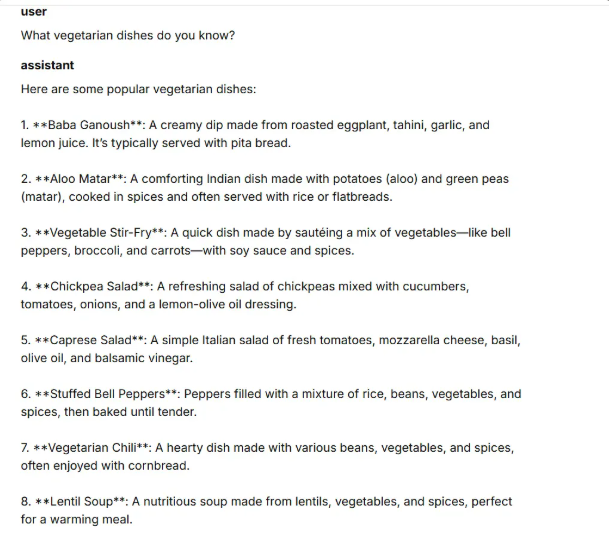 user
What vegetarian dishes do you know?
assistant
Here are some popular vegetarian dishes:
1. **Baba Ganoush**: A creamy dip made from roasted eggplant, tahini, garlic, and
lemon juice. It’s typically served with pita bread.
2. **Aloo Matar**: A comforting Indian dish made with potatoes (aloo) and green peas
(matar), cooked in spices and often served with rice or flatbreads.
3. **Vegetable Stir-Fry**: A quick dish made by sautéing a mix of vegetables—like bell
peppers, broccoli, and carrots—with soy sauce and spices.
4. **Chickpea Salad**: A refreshing salad of chickpeas mixed with cucumbers,
tomatoes, onions, and a lemon-olive oil dressing.
5. **Caprese Salad**: A simple Italian salad of fresh tomatoes, mozzarella cheese, basil,
olive oil, and balsamic vinegar.
6. **Stuffed Bell Peppers**: Peppers filled with a mixture of rice, beans, vegetables, and
spices, then baked until tender.
7. **Vegetarian Chili**: A hearty dish made with various beans, vegetables, and spices,
often enjoyed with cornbread.
8. **Lentil Soup**: A nutritious soup made from lentils, vegetables, and spices, perfect
for a warming meal.